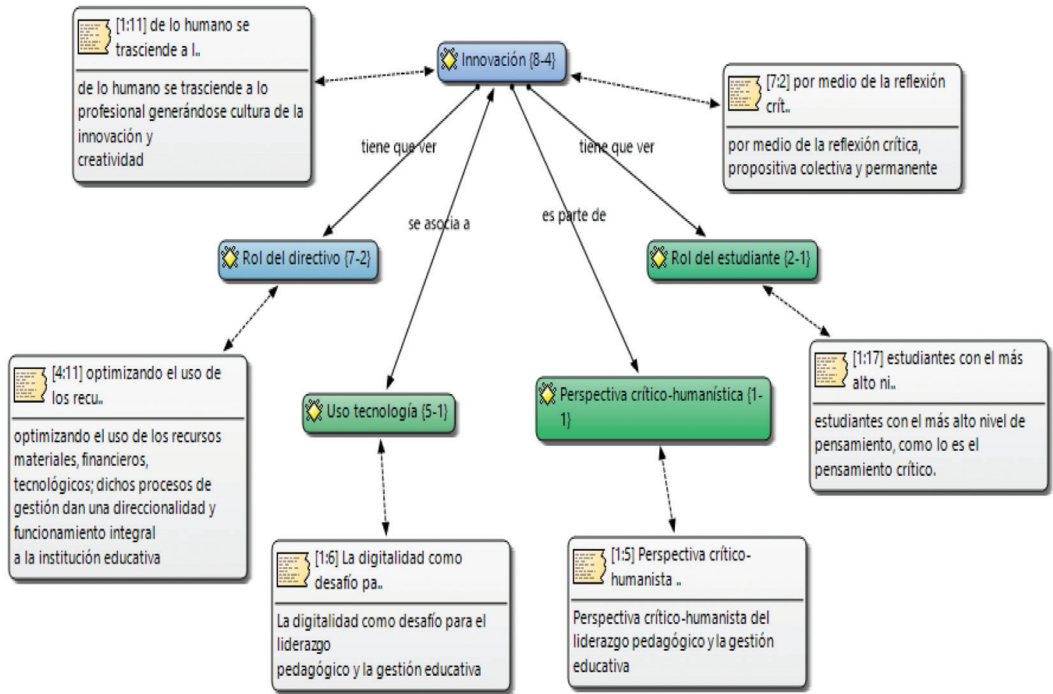 [1:11] de lo humano se
trasciende a l..
de lo humano se trasciende a lo
profesional generándose cultura de la
innovación y
creatividad
Innovación {8-4}
[7:2] por medio de la reflexión
crít..
por medio de la reflexión crítica,
propositiva colectiva y permanente
tiene que ver
tiene que ver
se asocia a
es parte de
Rol del directivo {7-2}
Rol del estudiante {2-1}
[4:11] optimizando el uso de
los recu..
optimizando el uso de los recursos
materiales, financieros,
tecnológicos; dichos procesos de
gestión dan una direccionalidad y
funcionamiento integral
a la institución educativa
Uso tecnología {5-1}
Perspectiva crítico-humanística {1-
1}
[1:17] estudiantes con el más
alto ni..
estudiantes con el más alto nivel de
pensamiento, como lo es el
pensamiento crítico.
[1:6] La digitalidad como
desafío pa..
La digitalidad como desafío para el
liderazgo
pedagógico y la gestión educativa
[1:5] Perspectiva crítico-
humanista ..
Perspectiva crítico-humanista del
liderazgo pedagógico y la gestión
educativa